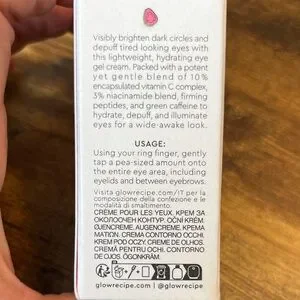 Visibly brighten dark circles and
depuff tired looking eyes with
this lightweight, hydrating eye
gel cream. Packed with a potent
yet gentle blend of 10%
encapsulated vitamin C complex,
3% niacinamide blend, firming
peptides, and green caffeine to
hydrate, depuff, and illuminate
eyes for a wide-awake look.
USAGE:
Using your ring finger, gently
tap a pea-sized amount onto
the entire eye area, including
eyelids and between eyebrows.
Visita glowrecipe.com/IT per la
composizione della confezione e le
modalità di smaltimento.
CRÈME POUR LES YEUX. КРЕМ ЗА
ОКОЛООЧЕН КОНТУР. OČNÍ KRÉM.
ØJENCREME. AUGENCREME. ΚΡΕΜΑ
ΜΑΤΙΩΝ. CREMA CONTORNO OCCHI.
KREM POD OCZY. CREME DE OLHOS.
CREMĂ PENTRU OCHI. CONTORNO
DE OJOS. ÖGONKRÄM.
glowrecipe.com